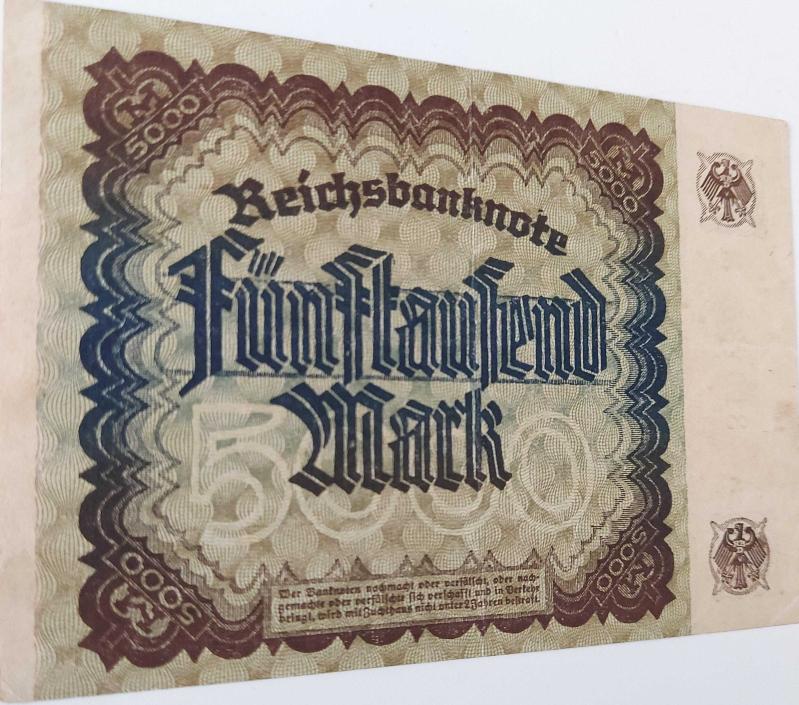 M
5000
M
5000
Reichsbanknote
Fünftausend
Mark
5000
Wer Banknoten nachmacht oder verfälscht, oder nach-
gemachte oder verfälschte sich verschafft und in Verkehr
bringt, wird mit Zuchthaus nicht unter 2 Jahren bestraft.
M
5000
M
5000